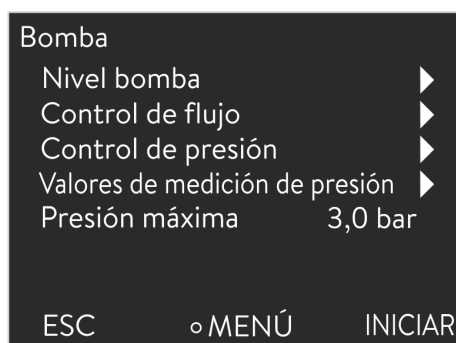 Bomba
Nivel bomba
Control de flujo
Control de presión
Valores de medición de presión
Presión máxima 3,0 bar
ESC MENÚ INICIAR